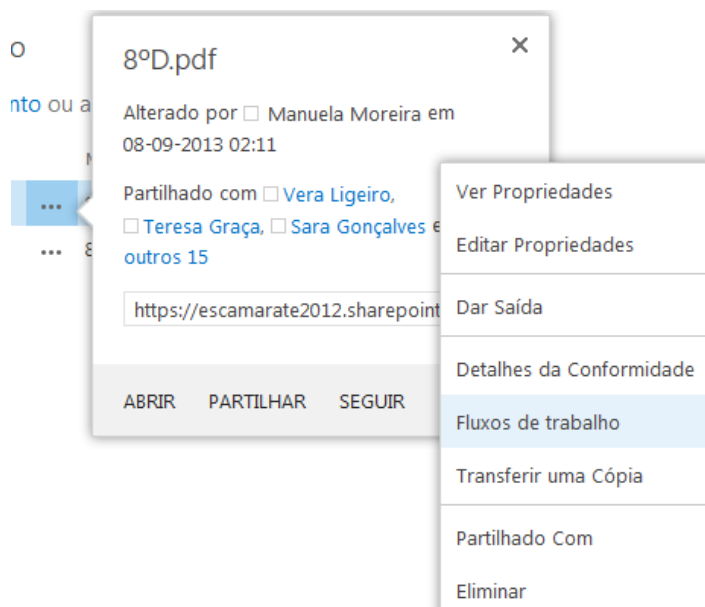 o
nto ou a
8ºD.pdf
Alterado por Manuela Moreira em
08-09-2013 02:11
Partilhado com Vera Ligeiro,
Teresa Graça, Sara Gonçalves e
outros 15
https://escamarate2012.sharepoint
ABRIR PARTILHAR SEGUIR
Ver Propriedades
Editar Propriedades
Dar Saída
Detalhes da Conformidade
Fluxos de trabalho
Transferir uma Cópia
Partilhado Com
Eliminar